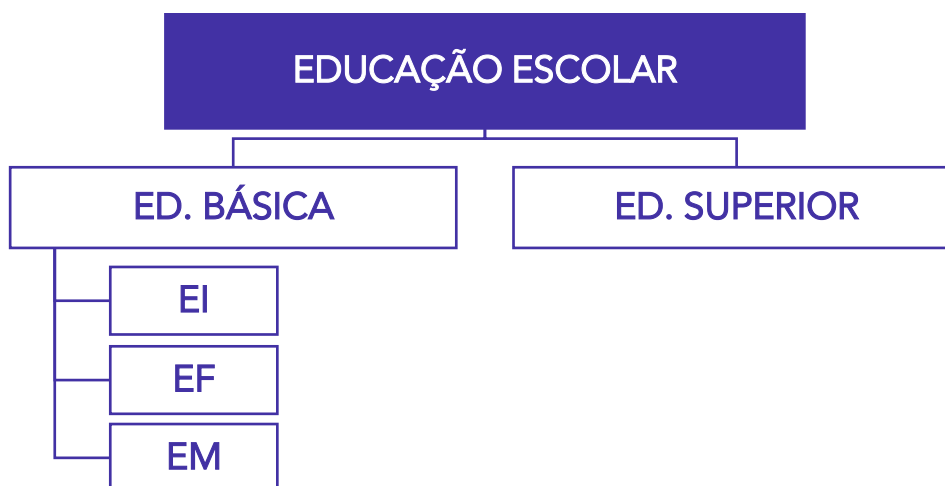 EDUCAÇÃO ESCOLAR
ED. BÁSICA
ED. SUPERIOR
EI
EF
EM